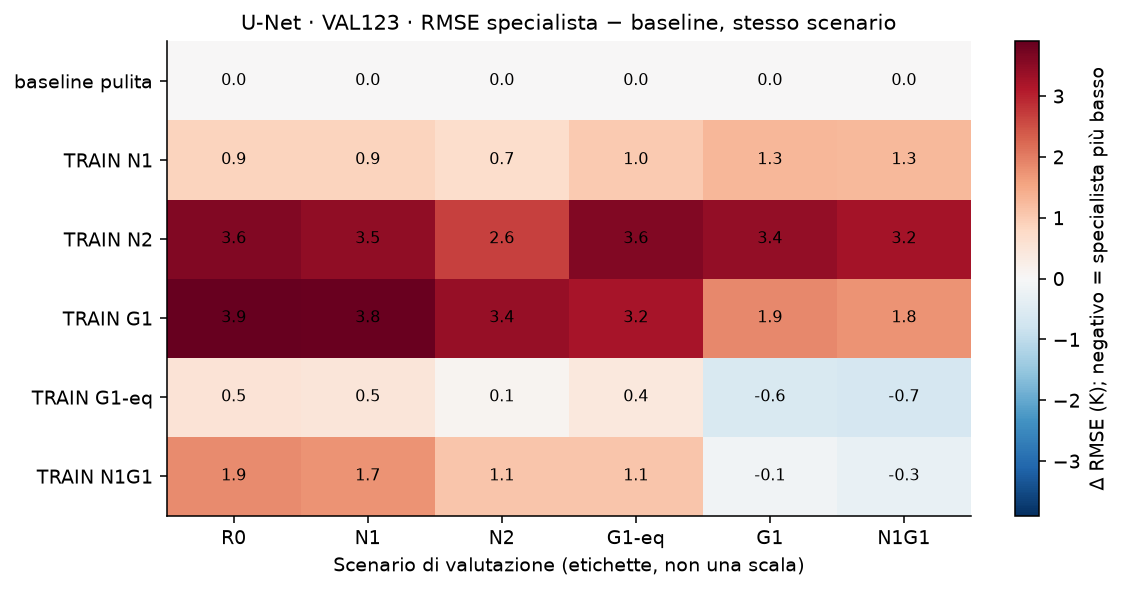 U-Net · VAL123 · RMSE specialista − baseline, stesso scenario
baseline pulita 0.0 0.0 0.0 0.0 0.0 0.0
TRAIN N1 0.9 0.9 0.7 1.0 1.3 1.3
TRAIN N2 3.6 3.5 2.6 3.6 3.4 3.2
TRAIN G1 3.9 3.8 3.4 3.2 1.9 1.8
TRAIN G1-eq 0.5 0.5 0.1 0.4 -0.6 -0.7
TRAIN N1G1 1.9 1.7 1.1 1.1 -0.1 -0.3
R0 N1 N2 G1-eq G1 N1G1
Scenario di valutazione (etichette, non una scala)
3
2
1
0
−1
−2
−3
Δ RMSE (K); negativo = specialista più basso